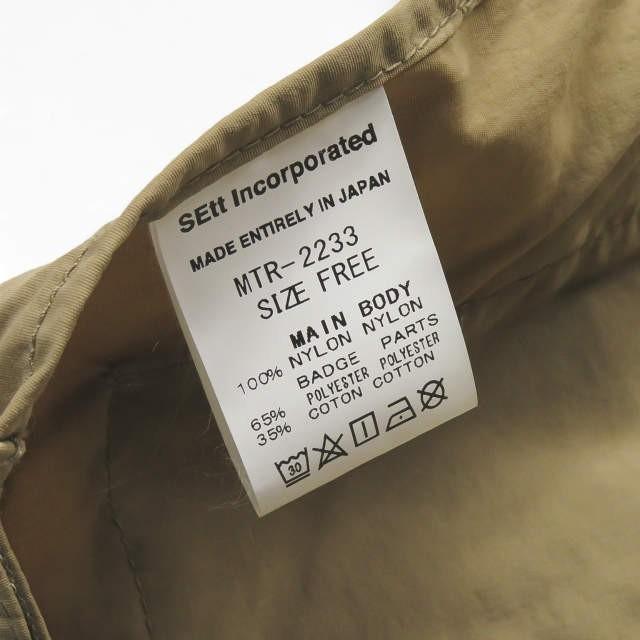 SEtt Incorporated
MADE ENTIRELY IN JAPAN
MTR-2233
SIZE FREE
MAIN BODY
100% NYLON NYLON
BADGE PARTS
65% POLYESTER POLYESTER
35% COTON COTTON
30